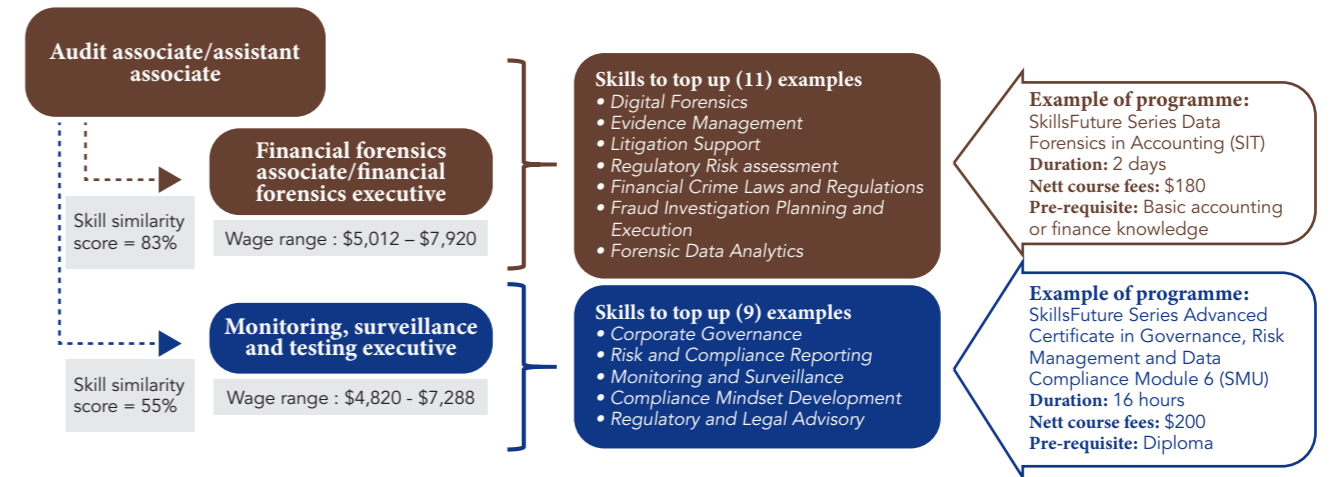 Audit associate/assistant
associate
Skill similarity
score = 83%
Financial forensics
associate/financial
forensics executive
Wage range : $5,012 – $7,920
Skills to top up (11) examples
• Digital Forensics
• Evidence Management
• Litigation Support
• Regulatory Risk assessment
• Financial Crime Laws and Regulations
• Fraud Investigation Planning and
Execution
• Forensic Data Analytics
Example of programme:
SkillsFuture Series Data
Forensics in Accounting (SIT)
Duration: 2 days
Nett course fees: $180
Pre-requisite: Basic accounting
or finance knowledge
Skill similarity
score = 55%
Monitoring, surveillance
and testing executive
Wage range : $4,820 - $7,288
Skills to top up (9) examples
• Corporate Governance
• Risk and Compliance Reporting
• Monitoring and Surveillance
• Compliance Mindset Development
• Regulatory and Legal Advisory
Example of programme:
SkillsFuture Series Advanced
Certificate in Governance, Risk
Management and Data
Compliance Module 6 (SMU)
Duration: 16 hours
Nett course fees: $200
Pre-requisite: Diploma